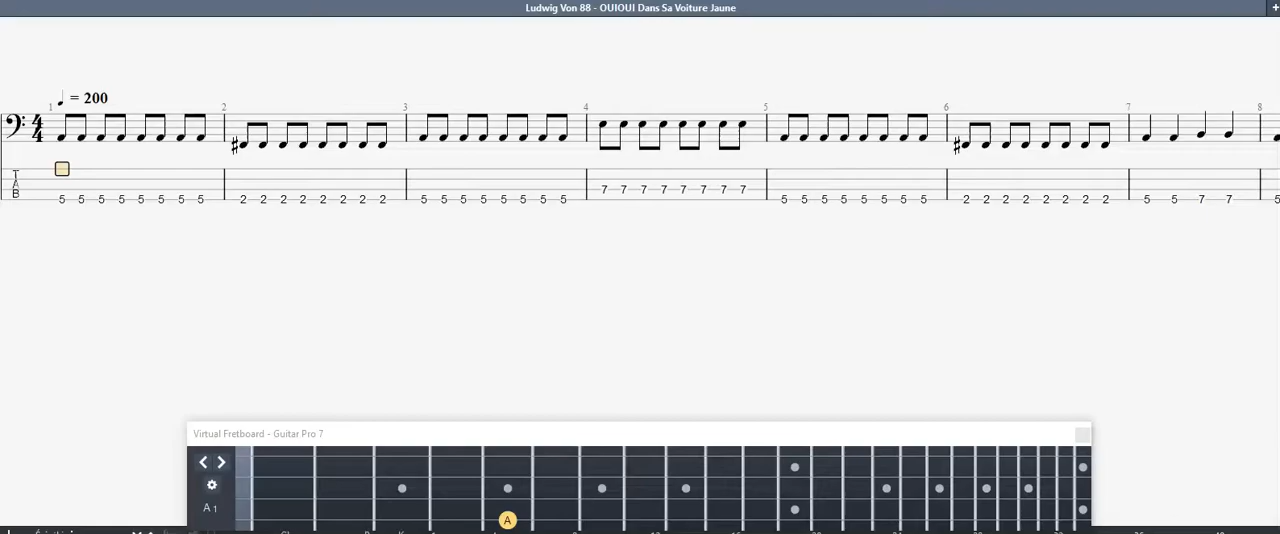 Ludwig Von 88 - OUIOUI Dans Sa Voiture Jaune
= 200
1 2 3 4 5 6 7 8
4
4
T
A
B
7 7 7 7 7 7 7 7
5 5 5 5 5 5 5 5 2 2 2 2 2 2 2 2 5 5 5 5 5 5 5 5 5 5 5 5 5 5 5 5 2 2 2 2 2 2 2 2 5 5 7 7 5
Virtual Fretboard - Guitar Pro 7
A 1
A